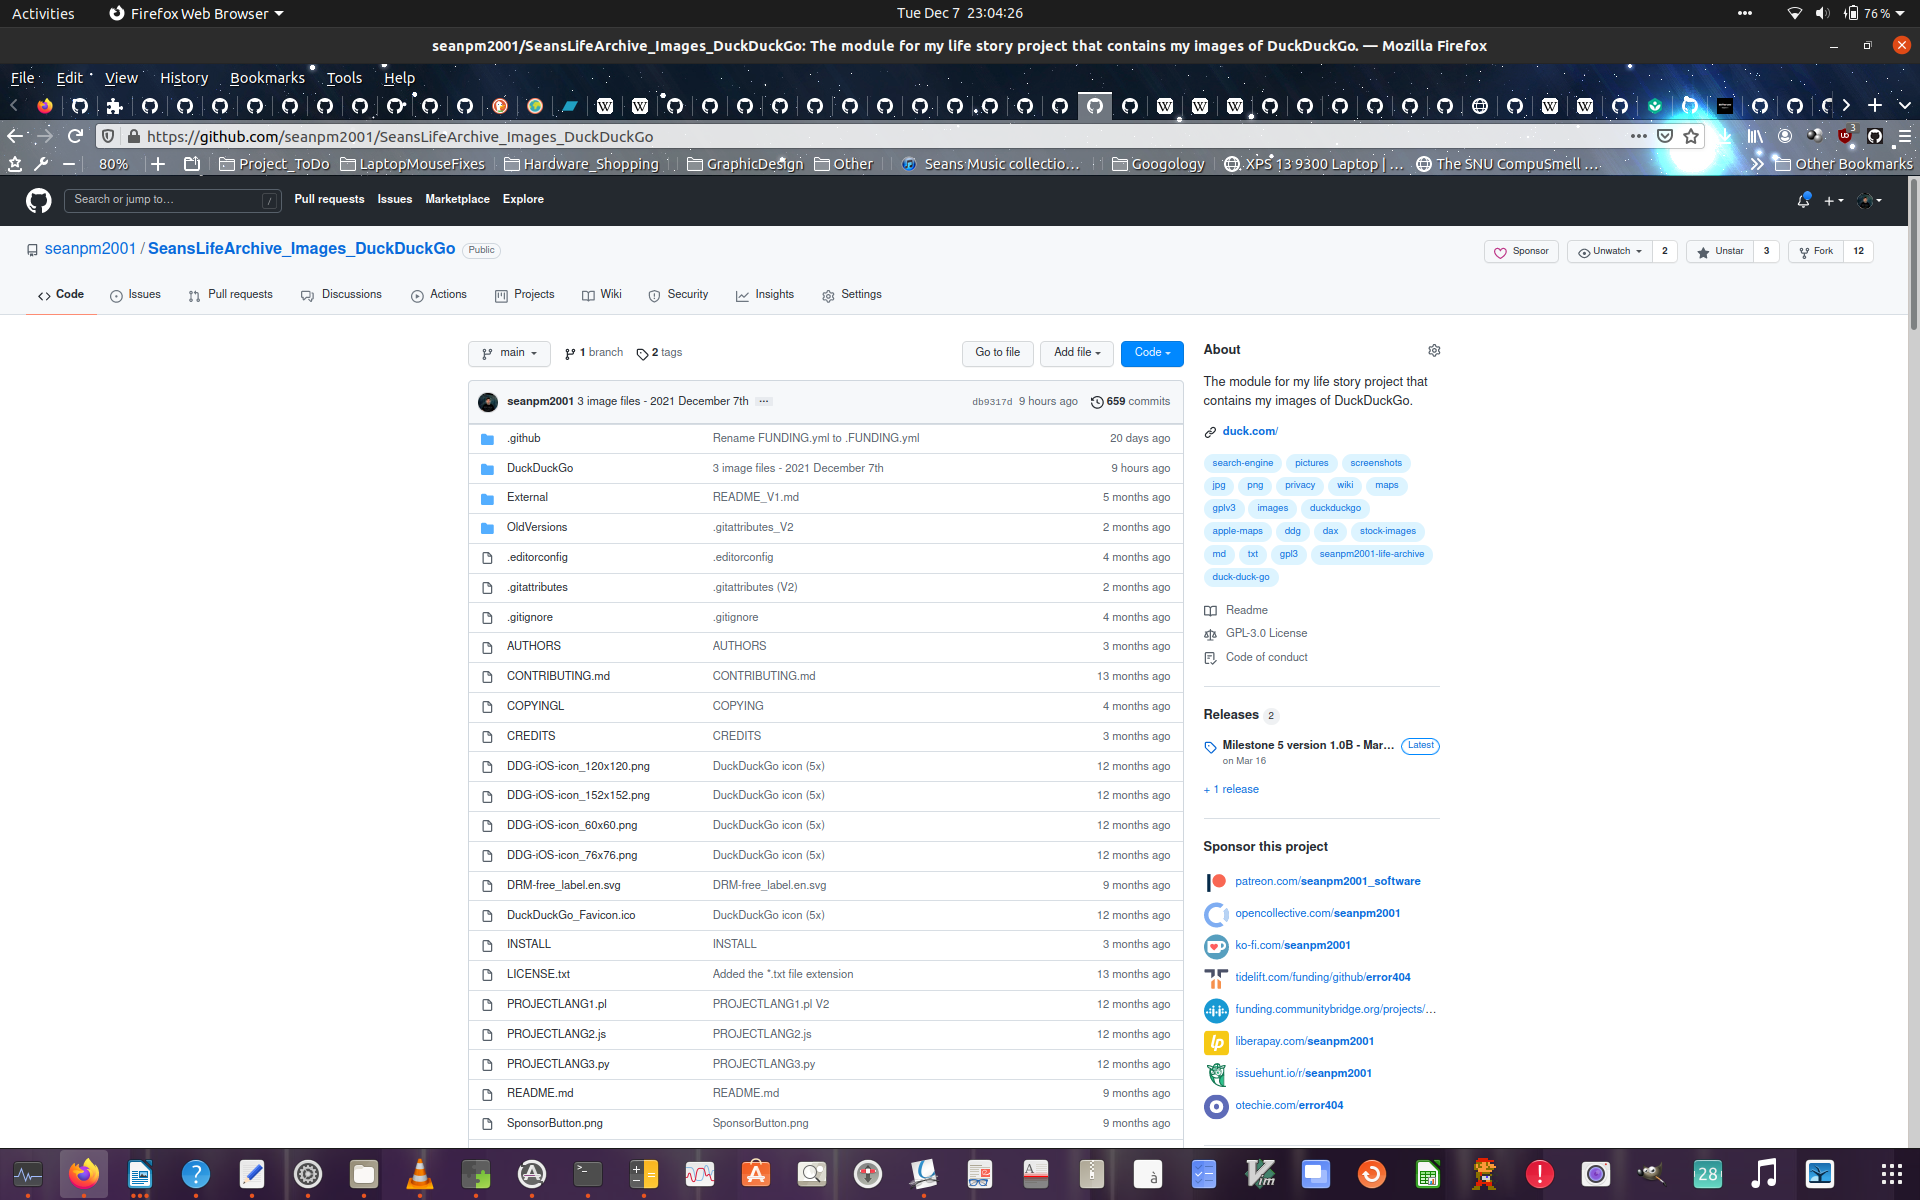 Activities Firefox Web Browser Tue Dec 7 23:04:26 76 %
seanpm2001/SeansLifeArchive_Images_DuckDuckGo: The module for my life story project that contains my images of DuckDuckGo. — Mozilla Firefox
File Edit View History Bookmarks Tools Help
https://github.com/seanpm2001/SeansLifeArchive_Images_DuckDuckGo 3
80% Project_ToDo LaptopMouseFixes Hardware_Shopping GraphicDesign Other Seans Music collectio… Googology XPS 13 9300 Laptop | … The SNU CompuSmell … Other Bookmarks
Search or jump to… / Pull requests Issues Marketplace Explore
seanpm2001 / SeansLifeArchive_Images_DuckDuckGo Public Sponsor Unwatch 2 Unstar 3 Fork 12
Code Issues Pull requests Discussions Actions Projects Wiki Security Insights Settings
main 1 branch 2 tags Go to file Add file Code
seanpm2001 3 image files - 2021 December 7th ... db9317d 9 hours ago 659 commits
.github Rename FUNDING.yml to .FUNDING.yml 20 days ago
DuckDuckGo 3 image files - 2021 December 7th 9 hours ago
External README_V1.md 5 months ago
OldVersions .gitattributes_V2 2 months ago
.editorconfig .editorconfig 4 months ago
.gitattributes .gitattributes (V2) 2 months ago
.gitignore .gitignore 4 months ago
AUTHORS AUTHORS 3 months ago
CONTRIBUTING.md CONTRIBUTING.md 13 months ago
COPYINGL COPYING 4 months ago
CREDITS CREDITS 3 months ago
DDG-iOS-icon_120x120.png DuckDuckGo icon (5x) 12 months ago
DDG-iOS-icon_152x152.png DuckDuckGo icon (5x) 12 months ago
DDG-iOS-icon_60x60.png DuckDuckGo icon (5x) 12 months ago
DDG-iOS-icon_76x76.png DuckDuckGo icon (5x) 12 months ago
DRM-free_label.en.svg DRM-free_label.en.svg 9 months ago
DuckDuckGo_Favicon.ico DuckDuckGo icon (5x) 12 months ago
INSTALL INSTALL 3 months ago
LICENSE.txt Added the *.txt file extension 13 months ago
PROJECTLANG1.pl PROJECTLANG1.pl V2 12 months ago
PROJECTLANG2.js PROJECTLANG2.js 12 months ago
PROJECTLANG3.py PROJECTLANG3.py 12 months ago
README.md README.md 9 months ago
SponsorButton.png SponsorButton.png 9 months ago
About
The module for my life story project that
contains my images of DuckDuckGo.
duck.com/
search-engine pictures screenshots
jpg png privacy wiki maps
gplv3 images duckduckgo
apple-maps ddg dax stock-images
md txt gpl3 seanpm2001-life-archive
duck-duck-go
Readme
GPL-3.0 License
Code of conduct
Releases 2
Milestone 5 version 1.0B - Mar… Latest
on Mar 16
+ 1 release
Sponsor this project
patreon.com/seanpm2001_software
opencollective.com/seanpm2001
ko-fi.com/seanpm2001
tidelift.com/funding/github/error404
funding.communitybridge.org/projects/…
liberapay.com/seanpm2001
issuehunt.io/r/seanpm2001
otechie.com/error404
28